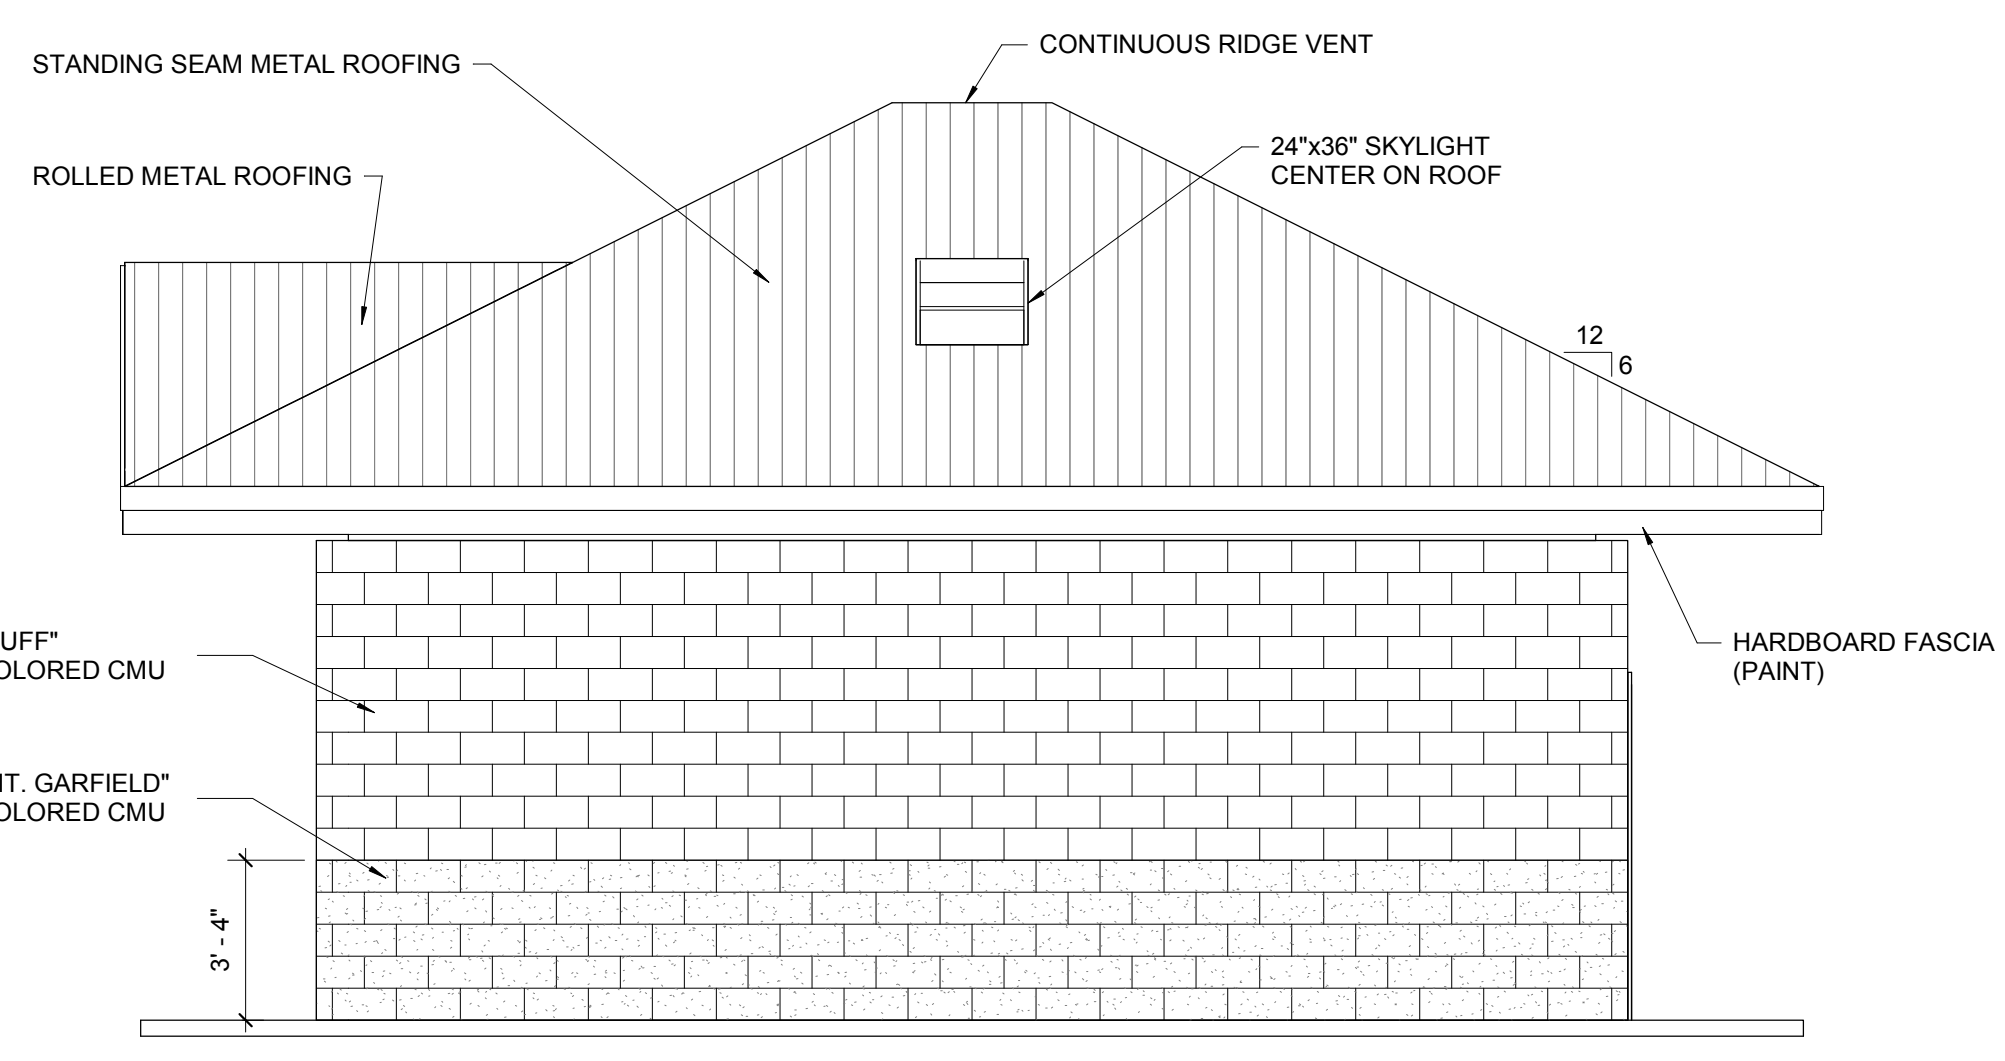 STANDING SEAM METAL ROOFING
CONTINUOUS RIDGE VENT
24"x36" SKYLIGHT
CENTER ON ROOF
ROLLED METAL ROOFING
12
6
UFF"
OLORED CMU
HARDBOARD FASCIA
(PAINT)
T. GARFIELD"
OLORED CMU
3' - 4"